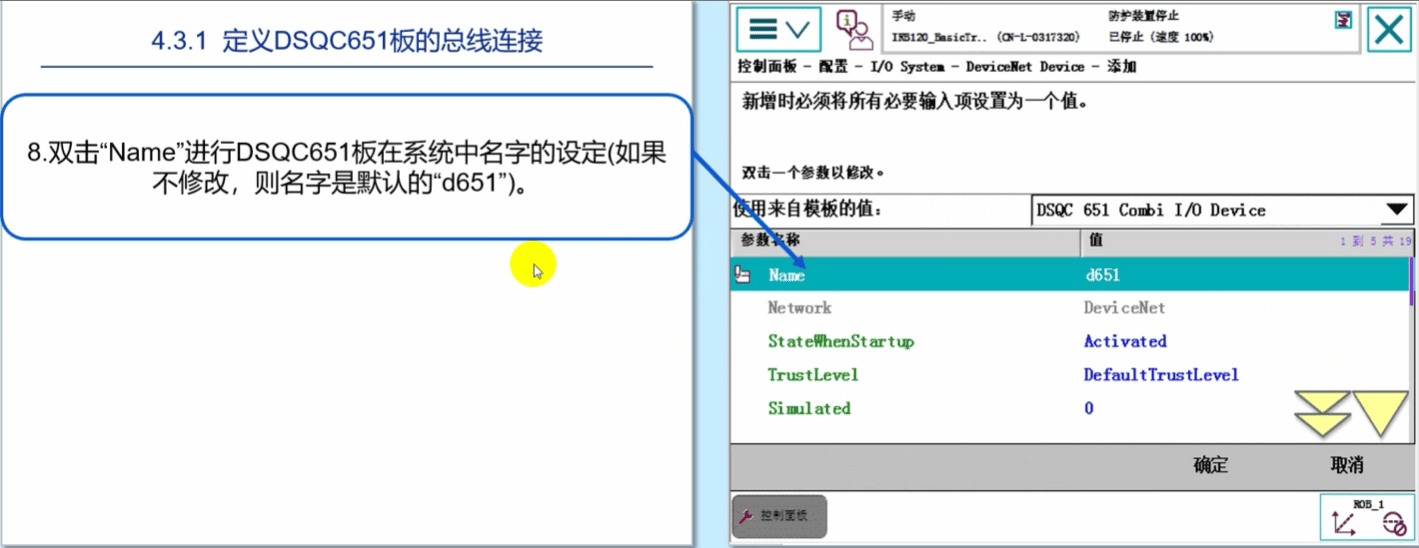 4.3.1 定义DSQC651板的总线连接
8.双击“Name”进行DSQC651板在系统中名字的设定(如果
不修改，则名字是默认的“d651”)。
手动
防护装置停止
IRB120_BasicTr.. (CN-L-0317320)
已停止 (速度 100%)
控制面板 - 配置 - I/O System - DeviceNet Device - 添加
新增时必须将所有必要输入项设置为一个值。
双击一个参数以修改。
使用来自模板的值：
DSQC 651 Combi I/O Device
参数名称
值
1 到 5 共 19
Name
d651
Network
DeviceNet
StateWhenStartup
Activated
TrustLevel
DefaultTrustLevel
Simulated
0
确定
取消
控制面板
ROB_1